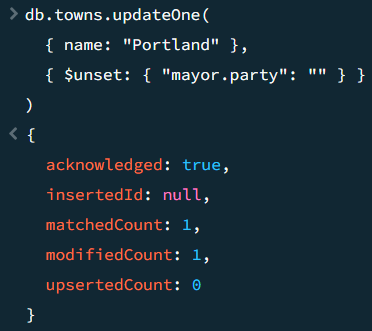 > db.towns.updateOne(
{ name: "Portland" },
{ $unset: { "mayor.party": "" } }
)
< {
acknowledged: true,
insertedId: null,
matchedCount: 1,
modifiedCount: 1,
upsertedCount: 0
}